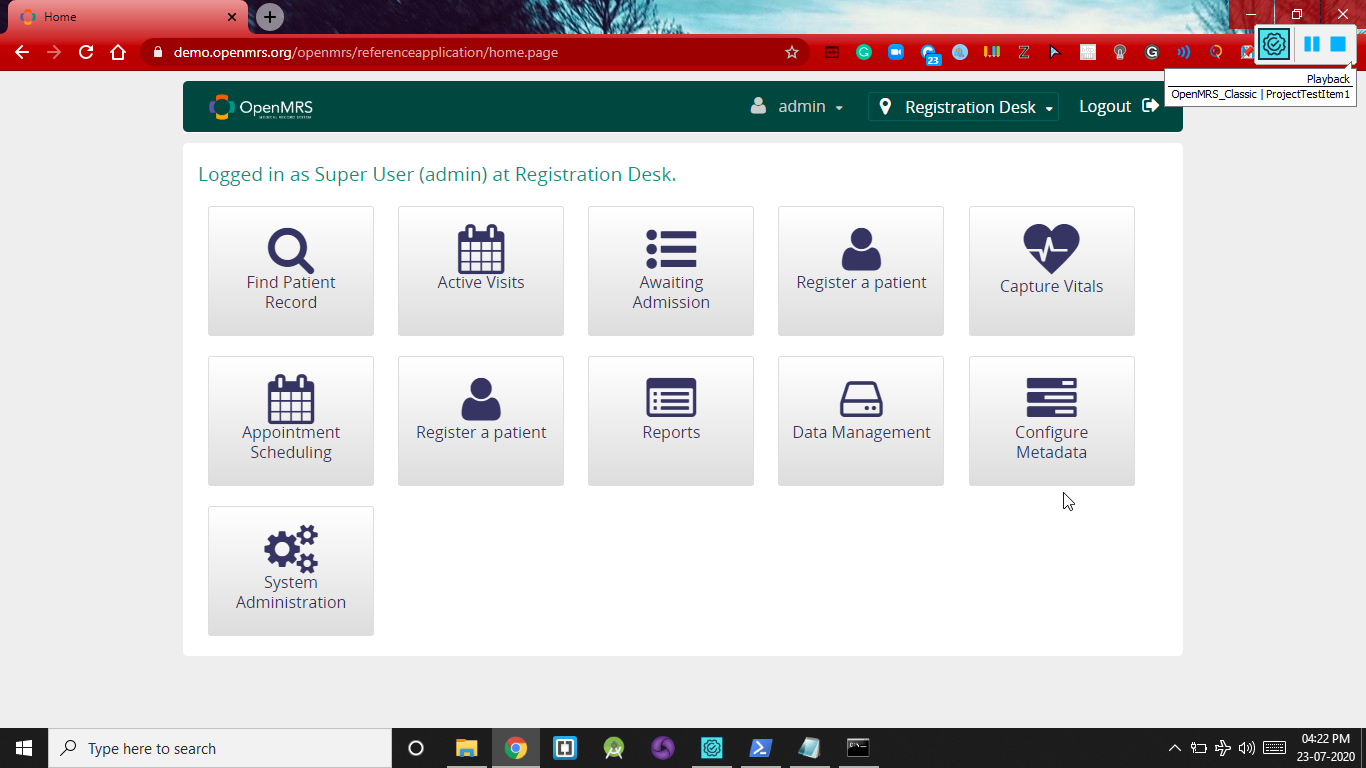 Home
demo.openmrs.org/openmrs/referenceapplication/home.page
23
Playback
OpenMRS_Classic | ProjectTestItem1
OpenMRS
MEDICAL RECORD SYSTEM
admin
Registration Desk
Logout
Logged in as Super User (admin) at Registration Desk.
Find Patient
Record
Active Visits
Awaiting
Admission
Register a patient
Capture Vitals
Appointment
Scheduling
Register a patient
Reports
Data Management
Configure
Metadata
System
Administration
Type here to search
04:22 PM
23-07-2020